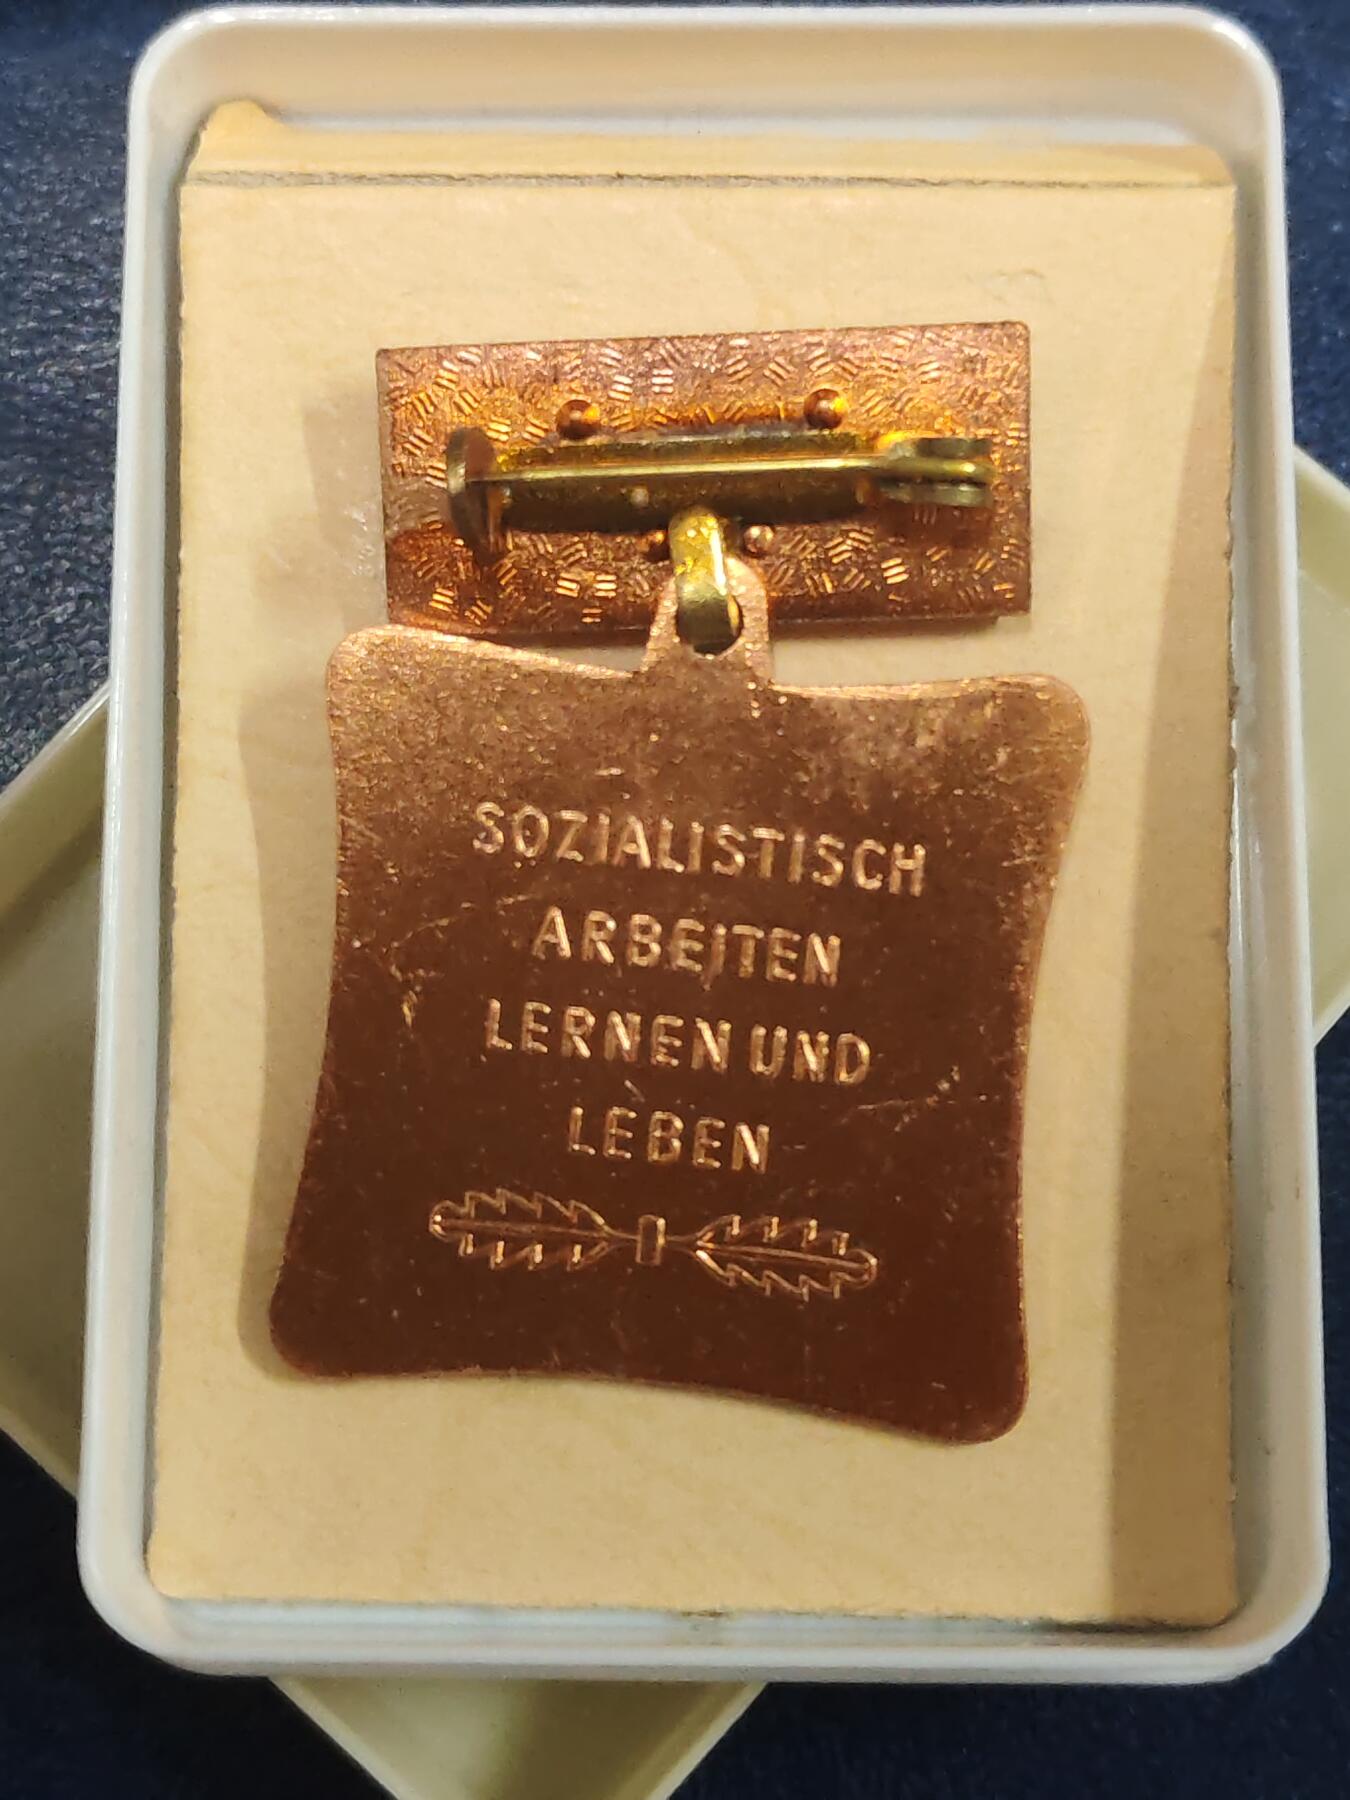 SOZIALISTISCH
ARBEITEN
LERNEN UND
LEBEN